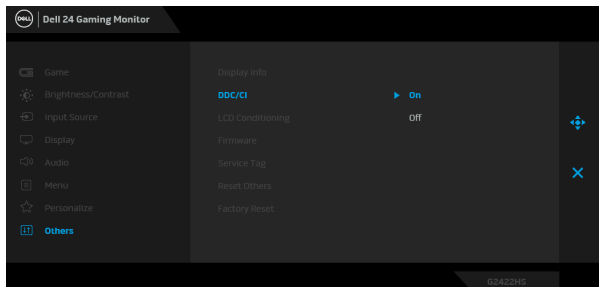 DELL Dell 24 Gaming Monitor
Game Display Info
Brightness/Contrast DDC/CI On
Input Source LCD Conditioning Off
Display Firmware
Audio Service Tag
Menu Reset Others
Personalize Factory Reset
Others
G2422HS